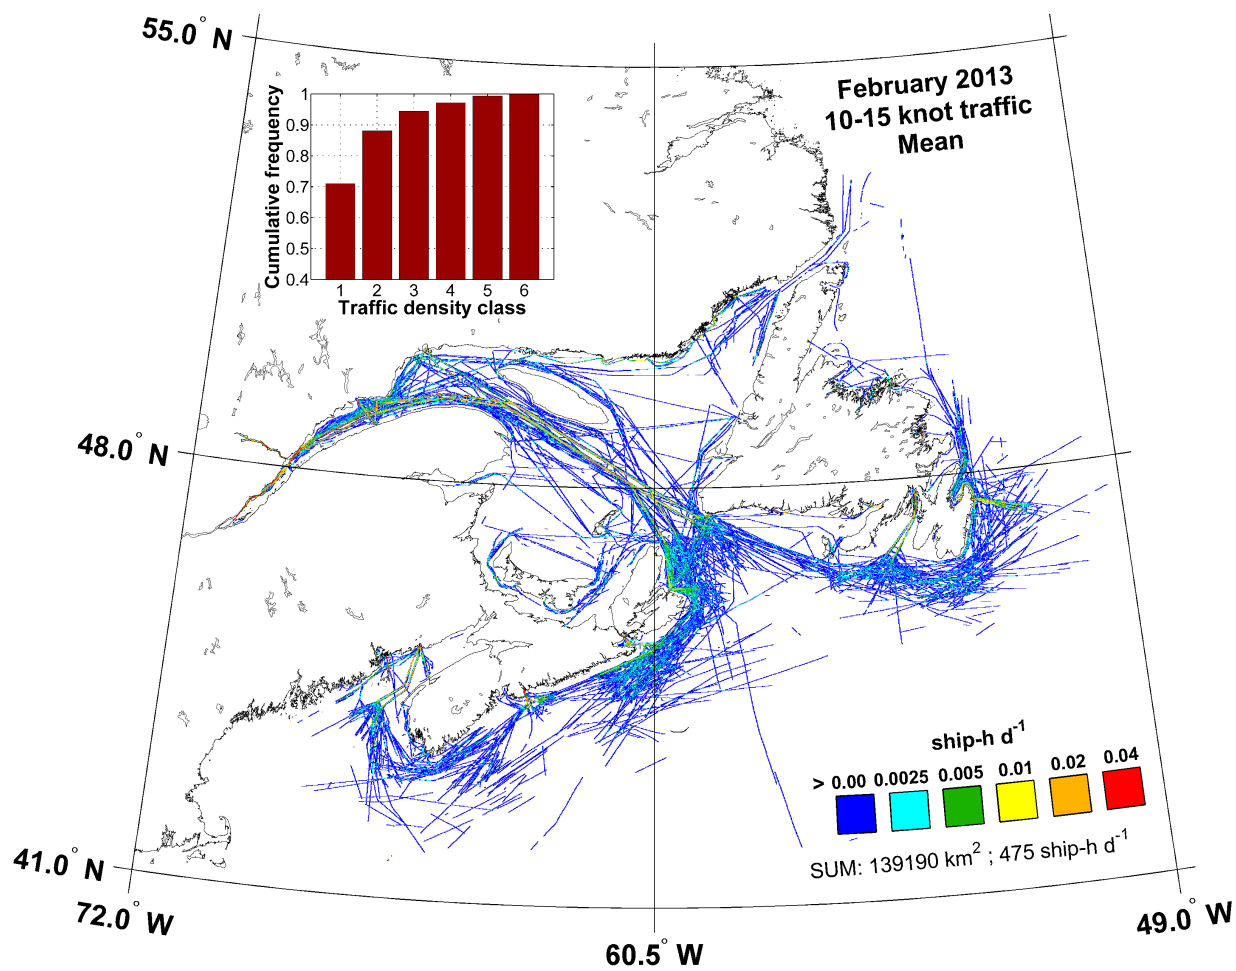 55.0° N
February 2013
10-15 knot traffic
Mean
Cumulative frequency
1
0.9
0.8
0.7
0.6
0.5
0.4
1 2 3 4 5 6
Traffic density class
48.0° N
ship-h d-1
> 0.00 0.0025 0.005 0.01 0.02 0.04
SUM: 139190 km2 ; 475 ship-h d-1
41.0° N
72.0° W
60.5° W
49.0° W